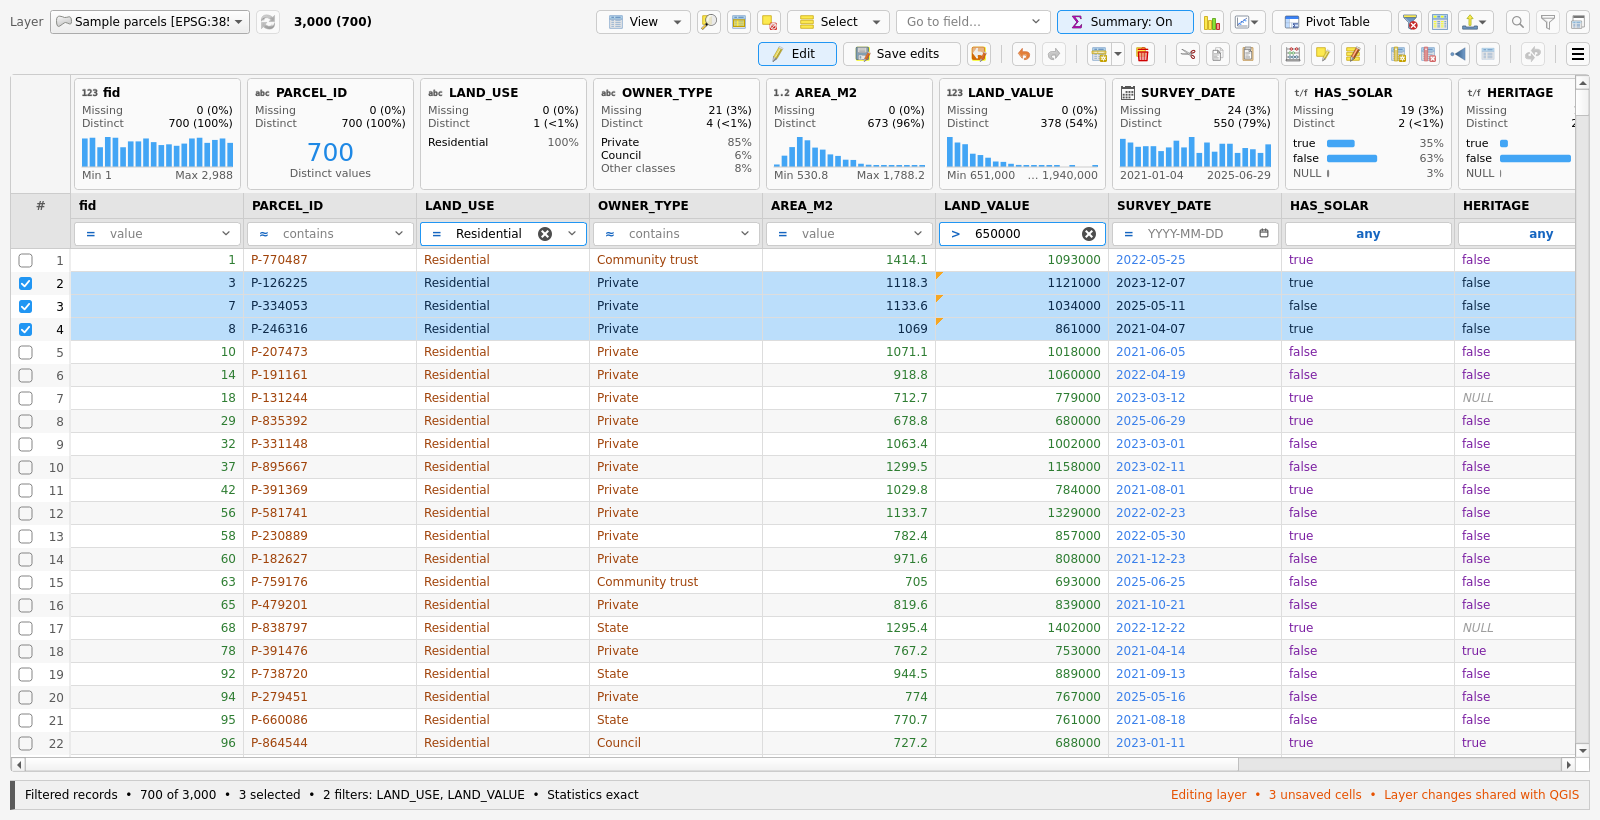 Layer Sample parcels [EPSG:385 3,000 (700) View Select Go to field... Σ Summary: On Pivot Table
Edit Save edits
123 fid abc PARCEL_ID abc LAND_USE abc OWNER_TYPE 1.2 AREA_M2 123 LAND_VALUE SURVEY_DATE t/f HAS_SOLAR t/f HERITAGE
Missing 0 (0%) Missing 0 (0%) Missing 0 (0%) Missing 21 (3%) Missing 0 (0%) Missing 0 (0%) Missing 24 (3%) Missing 19 (3%) Missing
Distinct 700 (100%) Distinct 700 (100%) Distinct 1 (<1%) Distinct 4 (<1%) Distinct 673 (96%) Distinct 378 (54%) Distinct 550 (79%) Distinct 2 (<1%) Distinct 2
Min 1 Max 2,988 700 Distinct values Residential 100% Private 85% Min 530.8 Max 1,788.2 Min 651,000 ... 1,940,000 2021-01-04 2025-06-29 true 35% true
Council 6% false 63% false
Other classes 8% NULL 3% NULL
# fid PARCEL_ID LAND_USE OWNER_TYPE AREA_M2 LAND_VALUE SURVEY_DATE HAS_SOLAR HERITAGE
= value ≈ contains = Residential ≈ contains = value > 650000 = YYYY-MM-DD any any
1 1 P-770487 Residential Community trust 1414.1 1093000 2022-05-25 true false
2 3 P-126225 Residential Private 1118.3 1121000 2023-12-07 true false
3 7 P-334053 Residential Private 1133.6 1034000 2025-05-11 false false
4 8 P-246316 Residential Private 1069 861000 2021-04-07 true false
5 10 P-207473 Residential Private 1071.1 1018000 2021-06-05 false false
6 14 P-191161 Residential Private 918.8 1060000 2022-04-19 false false
7 18 P-131244 Residential Private 712.7 779000 2023-03-12 true NULL
8 29 P-835392 Residential Private 678.8 680000 2025-06-29 true false
9 32 P-331148 Residential Private 1063.4 1002000 2023-03-01 false false
10 37 P-895667 Residential Private 1299.5 1158000 2023-02-11 false false
11 42 P-391369 Residential Private 1029.8 784000 2021-08-01 true false
12 56 P-581741 Residential Private 1133.7 1329000 2022-02-23 false false
13 58 P-230889 Residential Private 782.4 857000 2022-05-30 true false
14 60 P-182627 Residential Private 971.6 808000 2021-12-23 false false
15 63 P-759176 Residential Community trust 705 693000 2025-06-25 false false
16 65 P-479201 Residential Private 819.6 839000 2021-10-21 false false
17 68 P-838797 Residential State 1295.4 1402000 2022-12-22 true NULL
18 78 P-391476 Residential Private 767.2 753000 2021-04-14 false true
19 92 P-738720 Residential State 944.5 889000 2021-09-13 false false
20 94 P-279451 Residential Private 774 767000 2025-05-16 false false
21 95 P-660086 Residential State 770.7 761000 2021-08-18 false false
22 96 P-864544 Residential Council 727.2 688000 2023-01-11 true true
Filtered records • 700 of 3,000 • 3 selected • 2 filters: LAND_USE, LAND_VALUE • Statistics exact Editing layer • 3 unsaved cells • Layer changes shared with QGIS